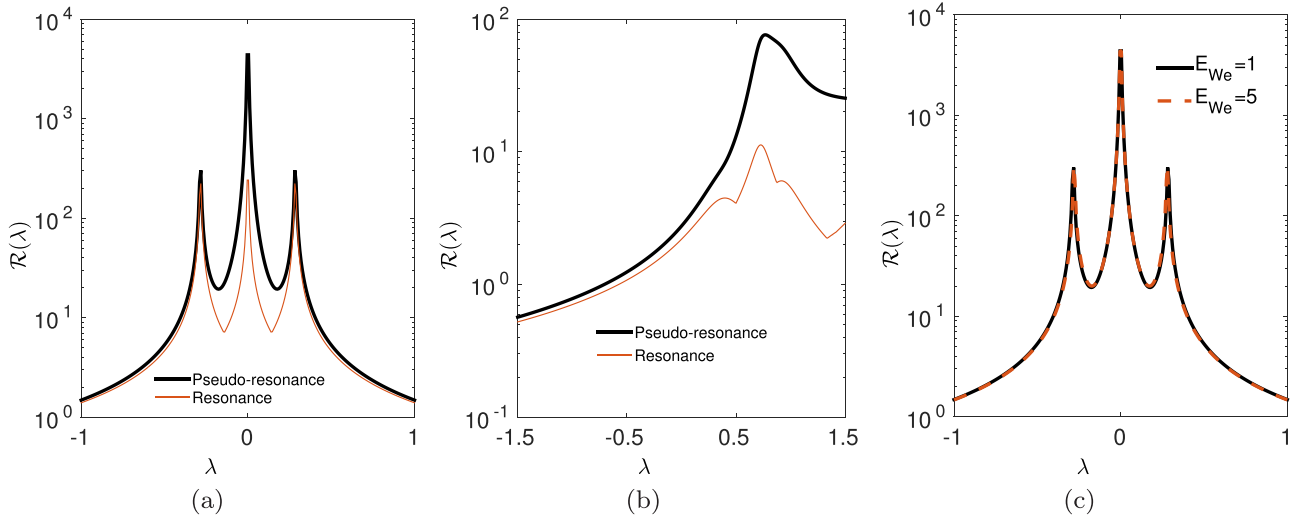 10^4
10^3
10^2
10^1
10^0
R(λ)
Pseudo-resonance
Resonance
-1
0
1
λ
(a)
10^2
10^1
10^0
10^-1
R(λ)
Pseudo-resonance
Resonance
-1.5
-0.5
0.5
1.5
λ
(b)
10^4
10^3
10^2
10^1
10^0
R(λ)
E_We=1
E_We=5
-1
0
1
λ
(c)